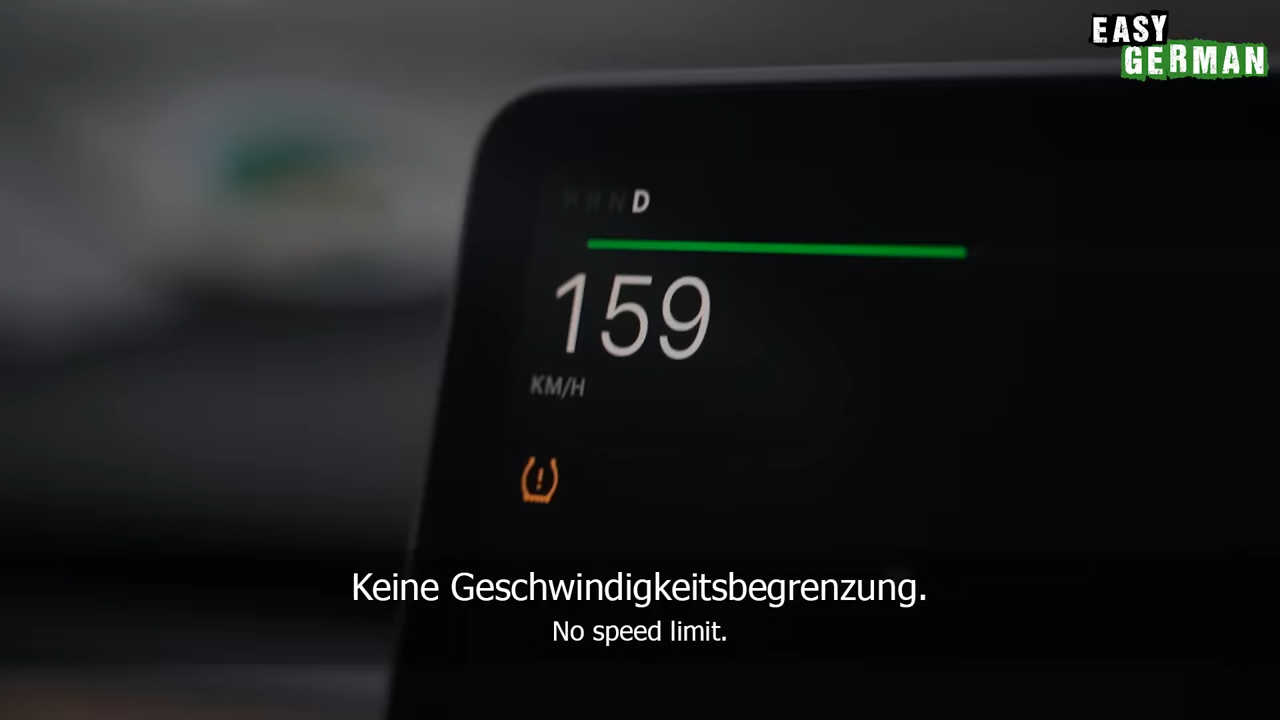 EASY
GERMAN
P R N D
159
KM/H
Keine Geschwindigkeitsbegrenzung.
No speed limit.